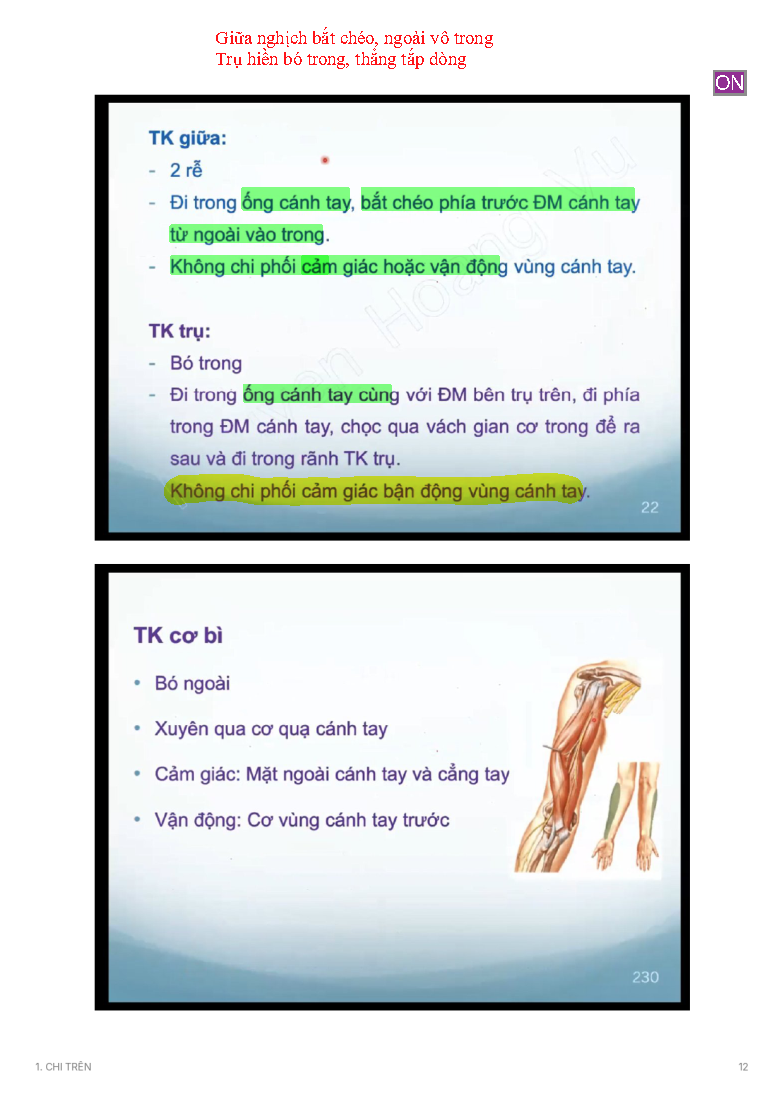 Giữa nghịch bắt chéo, ngoài vô trong
Trụ hiền bó trong, thẳng tắp dòng
ON
TK giữa:
- 2 rễ
- Đi trong ống cánh tay, bắt chéo phía trước ĐM cánh tay
từ ngoài vào trong.
- Không chi phối cảm giác hoặc vận động vùng cánh tay.
TK trụ:
- Bó trong
- Đi trong ống cánh tay cùng với ĐM bên trụ trên, đi phía
trong ĐM cánh tay, chọc qua vách gian cơ trong để ra
sau và đi trong rãnh TK trụ.
Không chi phối cảm giác bận động vùng cánh tay.
22
TK cơ bì
• Bó ngoài
• Xuyên qua cơ quạ cánh tay
• Cảm giác: Mặt ngoài cánh tay và cẳng tay
• Vận động: Cơ vùng cánh tay trước
230
1. CHI TRÊN
12